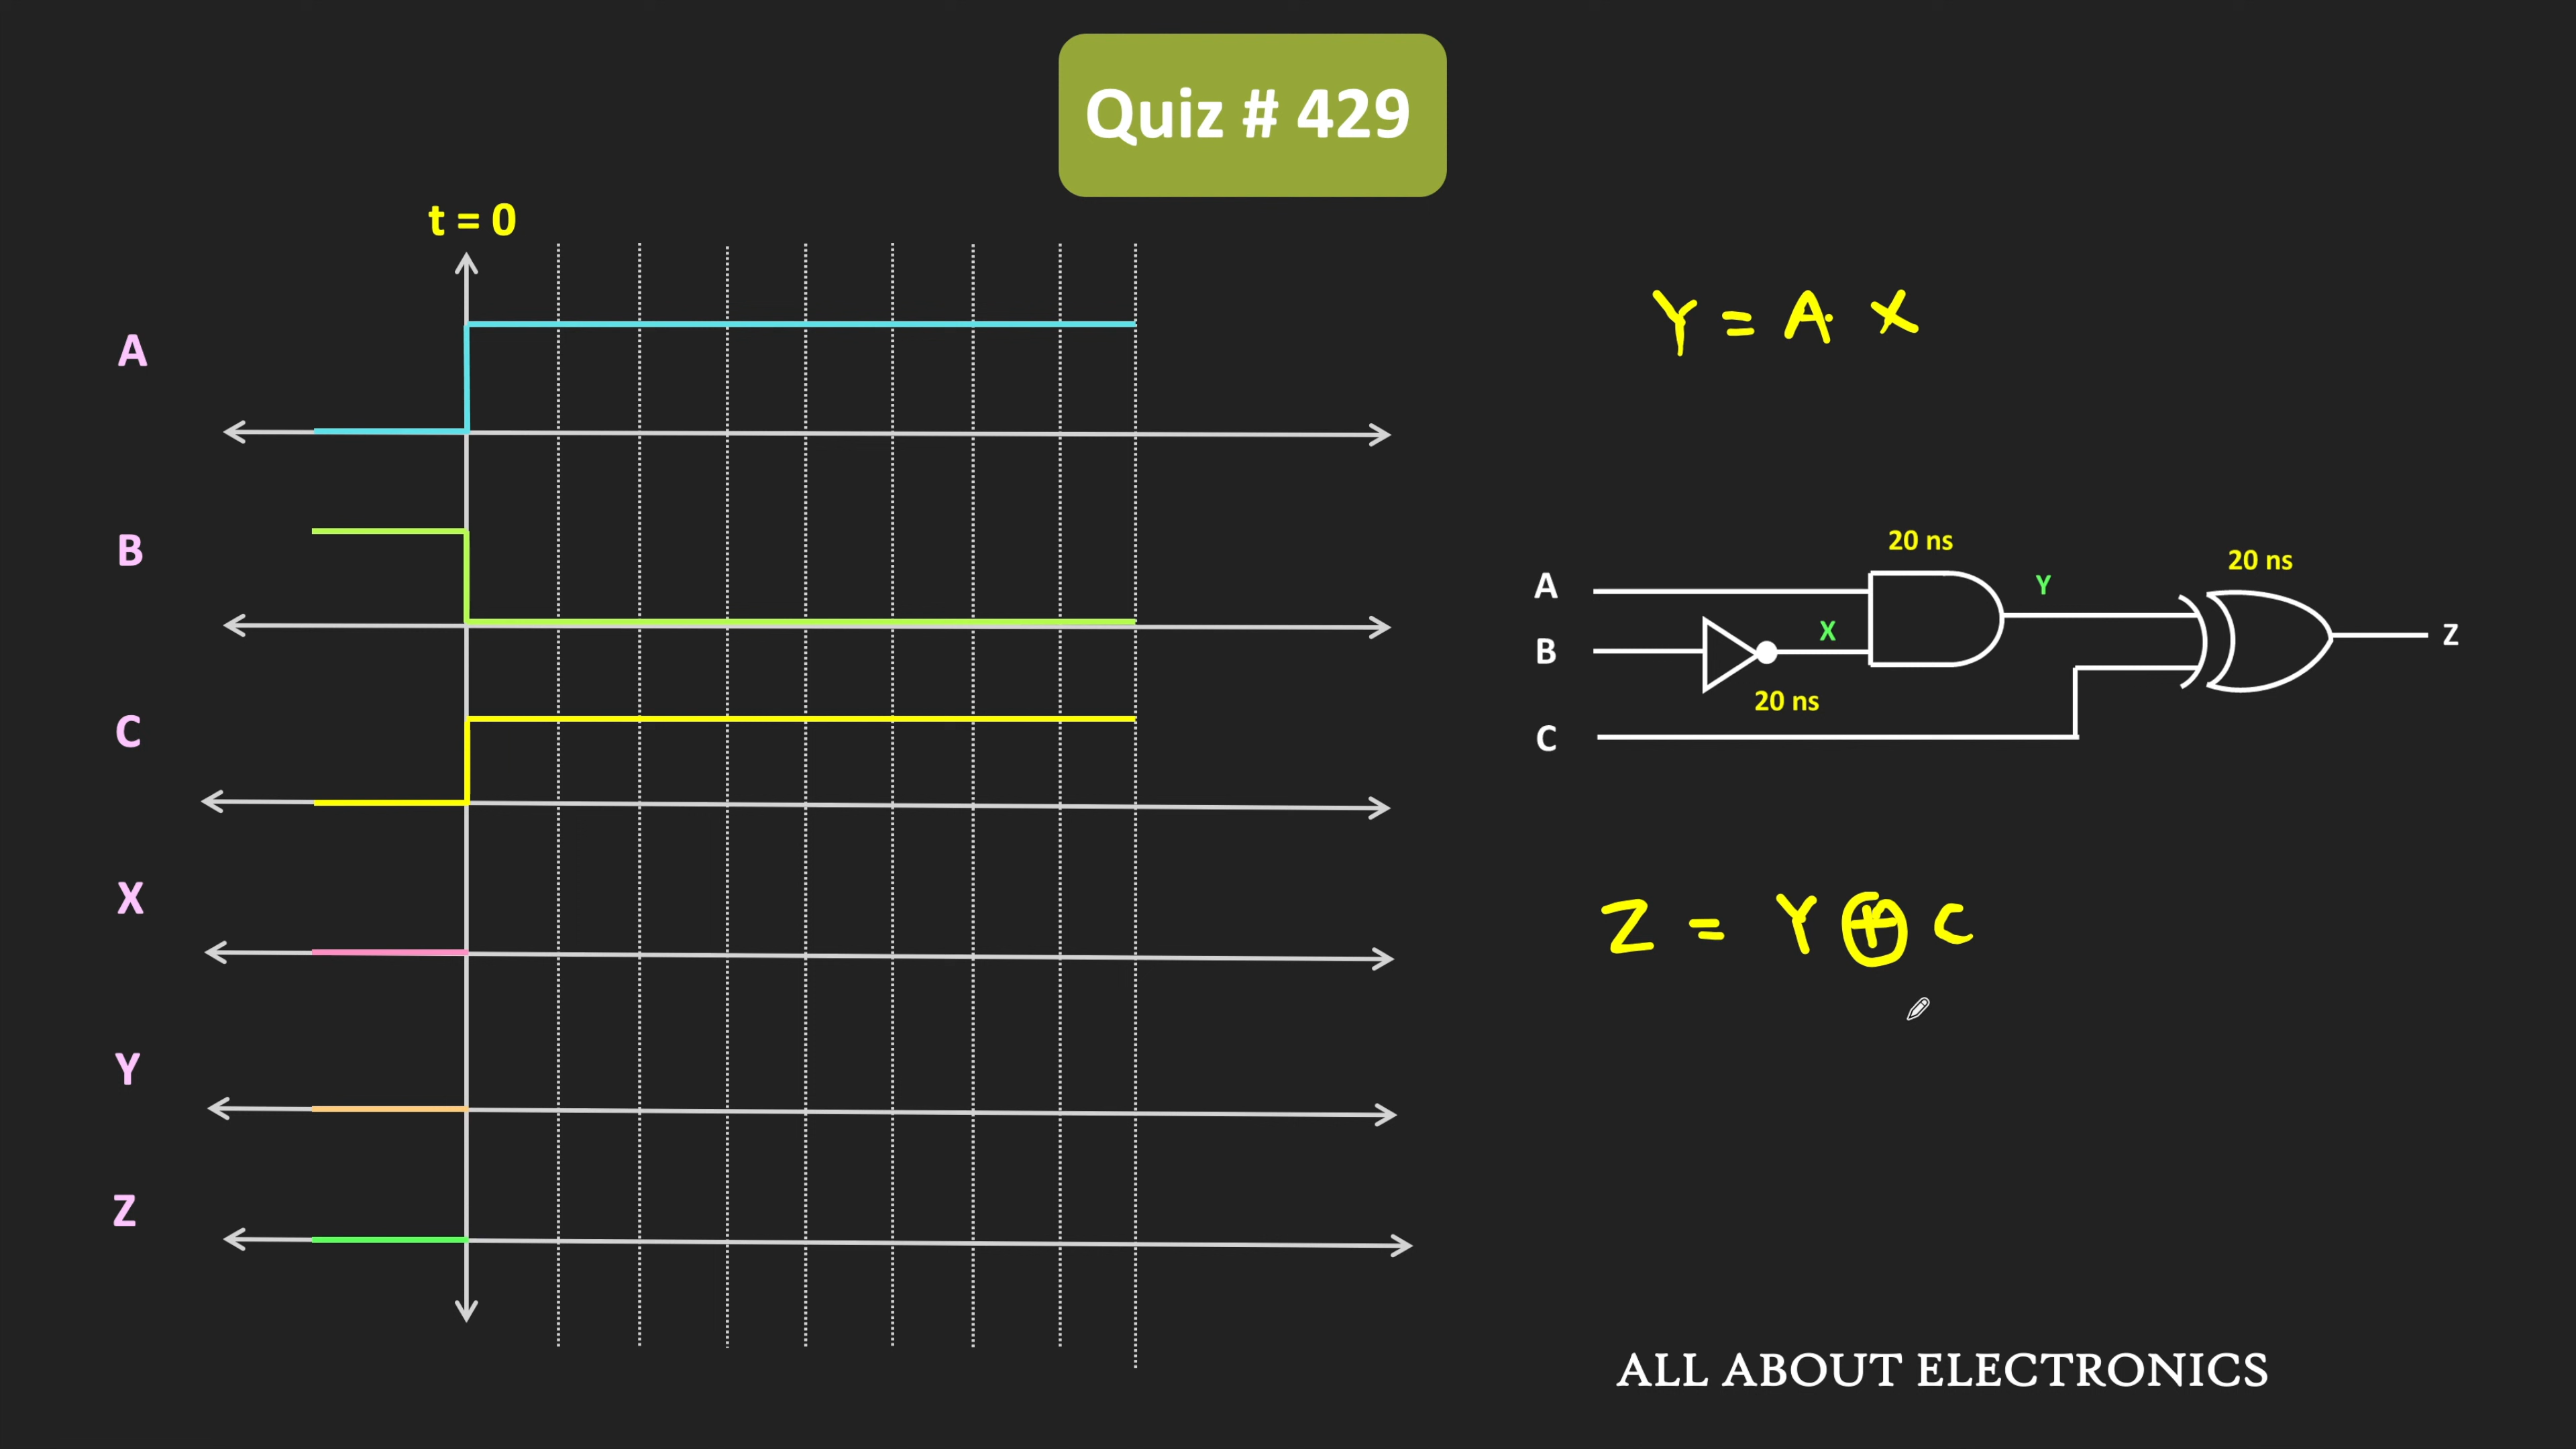 Quiz # 429
t = 0
A
B
C
X
Y
Z
Y = A . X
20 ns
20 ns
A
Y
X
B
Z
20 ns
C
Z = Y ⊕ C
ALL ABOUT ELECTRONICS